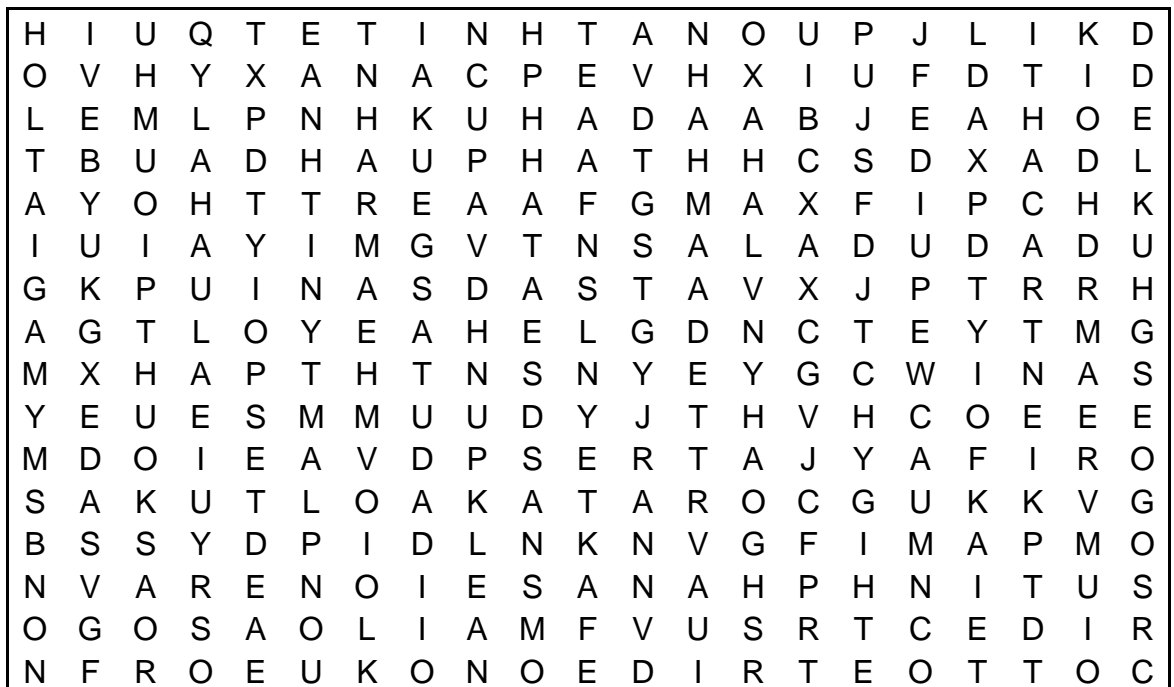 H I U Q T E T I N H T A N O U P J L I K D
O V H Y X A N A C P E V H X I U F D T I D
L E M L P N H K U H A D A A B J E A H O E
T B U A D H A U P H A T H H C S D X A D L
A Y O H T T R E A A F G M A X F I P C H K
I U I A Y I M G V T N S A L A D U D A D U
G K P U I N A S D A S T A V X J P T R R H
A G T L O Y E A H E L G D N C T E Y T M G
M X H A P T H T N S N Y E Y G C W I N A S
Y E U E S M M U U D Y J T H V H C O E E E
M D O I E A V D P S E R T A J Y A F I R O
S A K U T L O A K A T A R O C G U K K V G
B S S Y D P I D L N K N V G F I M A P M O
N V A R E N O I E S A N A H P H N I T U S
O G O S A O L I A M F V U S R T C E D I R
N F R O E U K O N O E D I R T E O T T O C